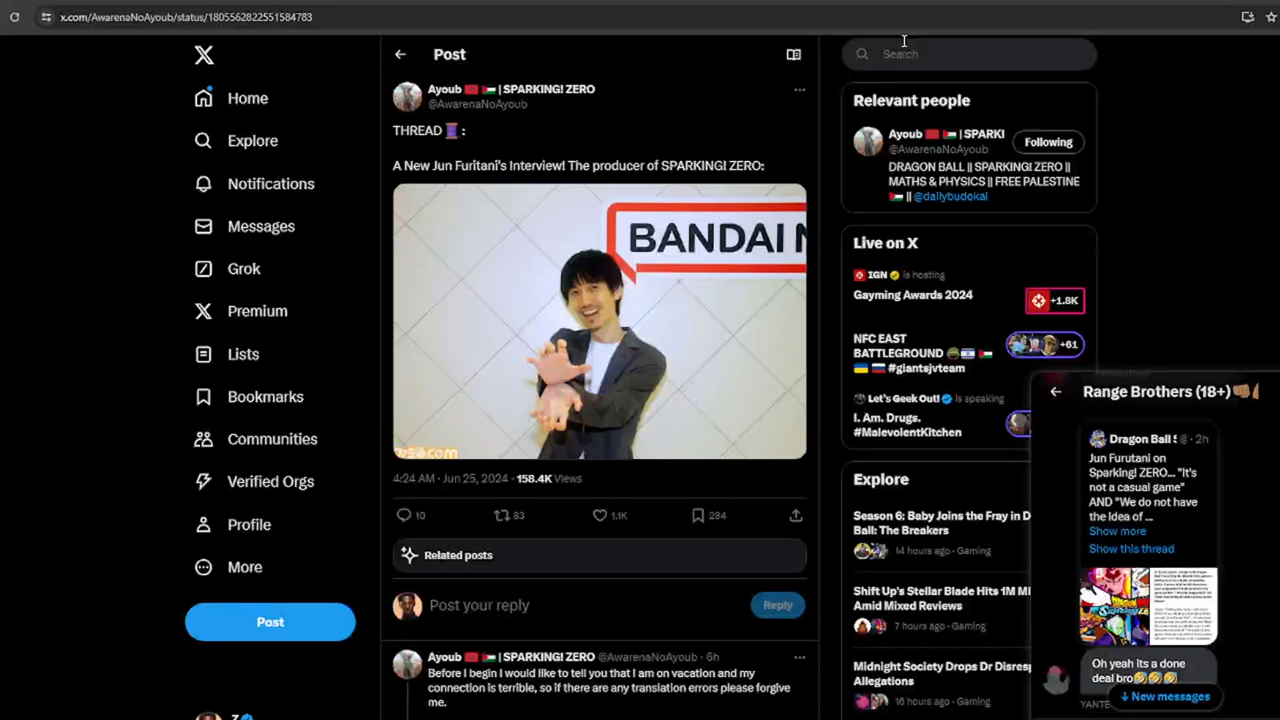 x.com/AwarenaNoAyoub/status/1805562822551584783
Home
Explore
Notifications
Messages
Grok
Premium
Lists
Bookmarks
Communities
Verified Orgs
Profile
More
Post
Post
Ayoub 🇲🇦 🇵🇸 | SPARKING! ZERO
@AwarenaNoAyoub
THREAD 🧵 :
A New Jun Furitani's Interview! The producer of SPARKING! ZERO:
BANDAI N
4:24 AM · Jun 25, 2024 · 158.4K Views
10
83
1.1K
284
Related posts
Post your reply
Reply
Ayoub 🇲🇦 🇵🇸 | SPARKING! ZERO @AwarenaNoAyoub · 6h
Before I begin I would like to tell you that I am on vacation and my
connection is terrible, so if there are any translation errors please forgive
me.
Search
Relevant people
Ayoub 🇲🇦 🇵🇸 | SPARKI
Following
@AwarenaNoAyoub
DRAGON BALL || SPARKING! ZERO ||
MATHS & PHYSICS || FREE PALESTINE
🇵🇸 || @dailybudokai
Live on X
IGN is hosting
Gayming Awards 2024
+1.8K
NFC EAST
BATTLEGROUND
#giantsjvteam
+61
Let's Geek Out! is speaking
I. Am. Drugs.
#MalevolentKitchen
Explore
Season 6: Baby Joins the Fray in D
Ball: The Breakers
14 hours ago · Gaming
Shift Up's Stellar Blade Hits 1M Mi
Amid Mixed Reviews
7 hours ago · Gaming
Midnight Society Drops Dr Disresp
Allegations
16 hours ago · Gaming
Range Brothers (18+)
Dragon Ball S @ · 2h
Jun Furutani on
Sparking! ZERO... "It's
not a casual game"
AND "We do not have
the Idea of ...
Show more
Show this thread
Oh yeah its a done
deal bro🤣🤣🤣
New messages
YANTE